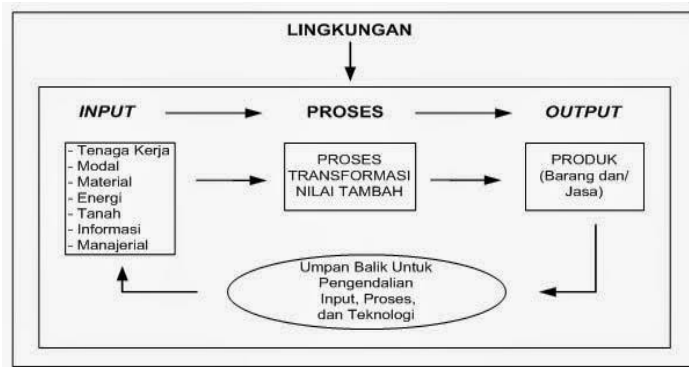 LINGKUNGAN
INPUT
PROSES
OUTPUT
- Tenaga Kerja
- Modal
- Material
- Energi
- Tanah
- Informasi
- Manajerial
PROSES
TRANSFORMASI
NILAI TAMBAH
PRODUK
(Barang dan/
Jasa)
Umpan Balik Untuk
Pengendalian
Input, Proses,
dan Teknologi